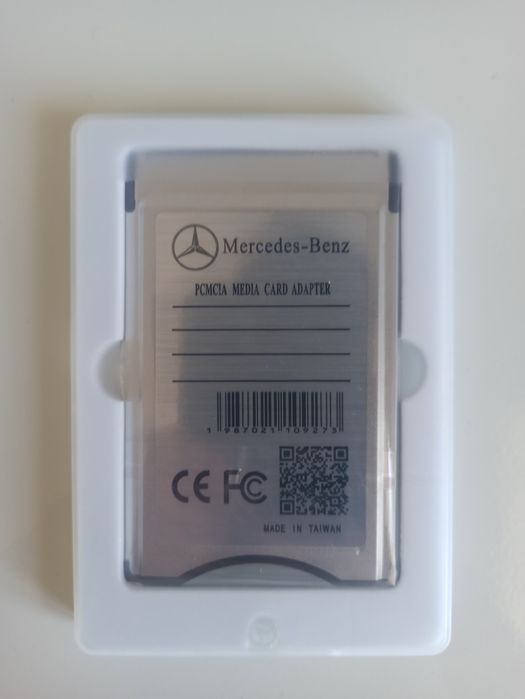 Mercedes-Benz
PCMCIA MEDIA CARD ADAPTER
1 987021 109273
CE FC
MADE IN TAIWAN